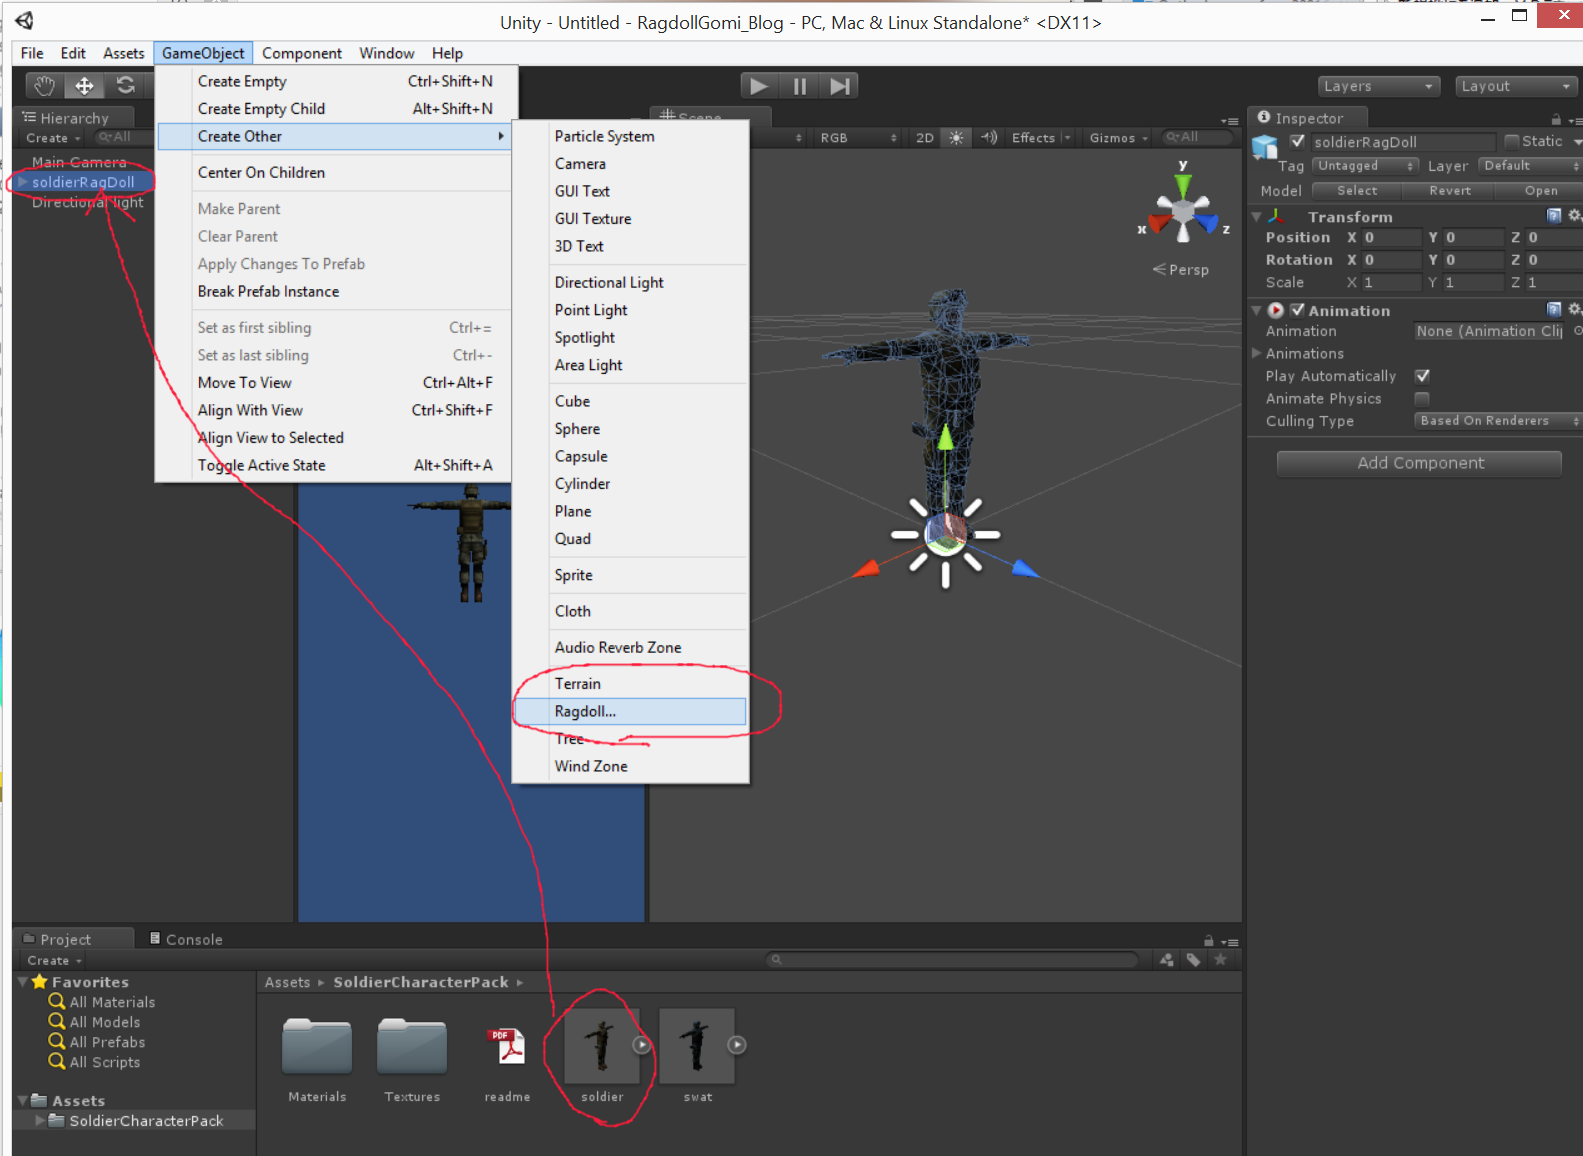 Unity - Untitled - RagdollGomi_Blog - PC, Mac & Linux Standalone* <DX11>
File Edit Assets GameObject Component Window Help
Layers Layout
Hierarchy
Create All
Main Camera
soldierRagDoll
Directional light
Create Empty Ctrl+Shift+N
Create Empty Child Alt+Shift+N
Create Other
Center On Children
Make Parent
Clear Parent
Apply Changes To Prefab
Break Prefab Instance
Set as first sibling Ctrl+=
Set as last sibling Ctrl+-
Move To View Ctrl+Alt+F
Align With View Ctrl+Shift+F
Align View to Selected
Toggle Active State Alt+Shift+A
Particle System
Camera
GUI Text
GUI Texture
3D Text
Directional Light
Point Light
Spotlight
Area Light
Cube
Sphere
Capsule
Cylinder
Plane
Quad
Sprite
Cloth
Audio Reverb Zone
Terrain
Ragdoll...
Tree
Wind Zone
Scene
RGB 2D Effects Gizmos All
y
x z
Persp
Inspector
soldierRagDoll Static
Tag Untagged Layer Default
Model Select Revert Open
Transform
Position X 0 Y 0 Z 0
Rotation X 0 Y 0 Z 0
Scale X 1 Y 1 Z 1
Animation
Animation None (Animation Cli
Animations
Play Automatically
Animate Physics
Culling Type Based On Renderers
Add Component
Project Console
Create
Favorites
All Materials
All Models
All Prefabs
All Scripts
Assets
SoldierCharacterPack
Assets SoldierCharacterPack
PDF
Materials Textures readme soldier swat